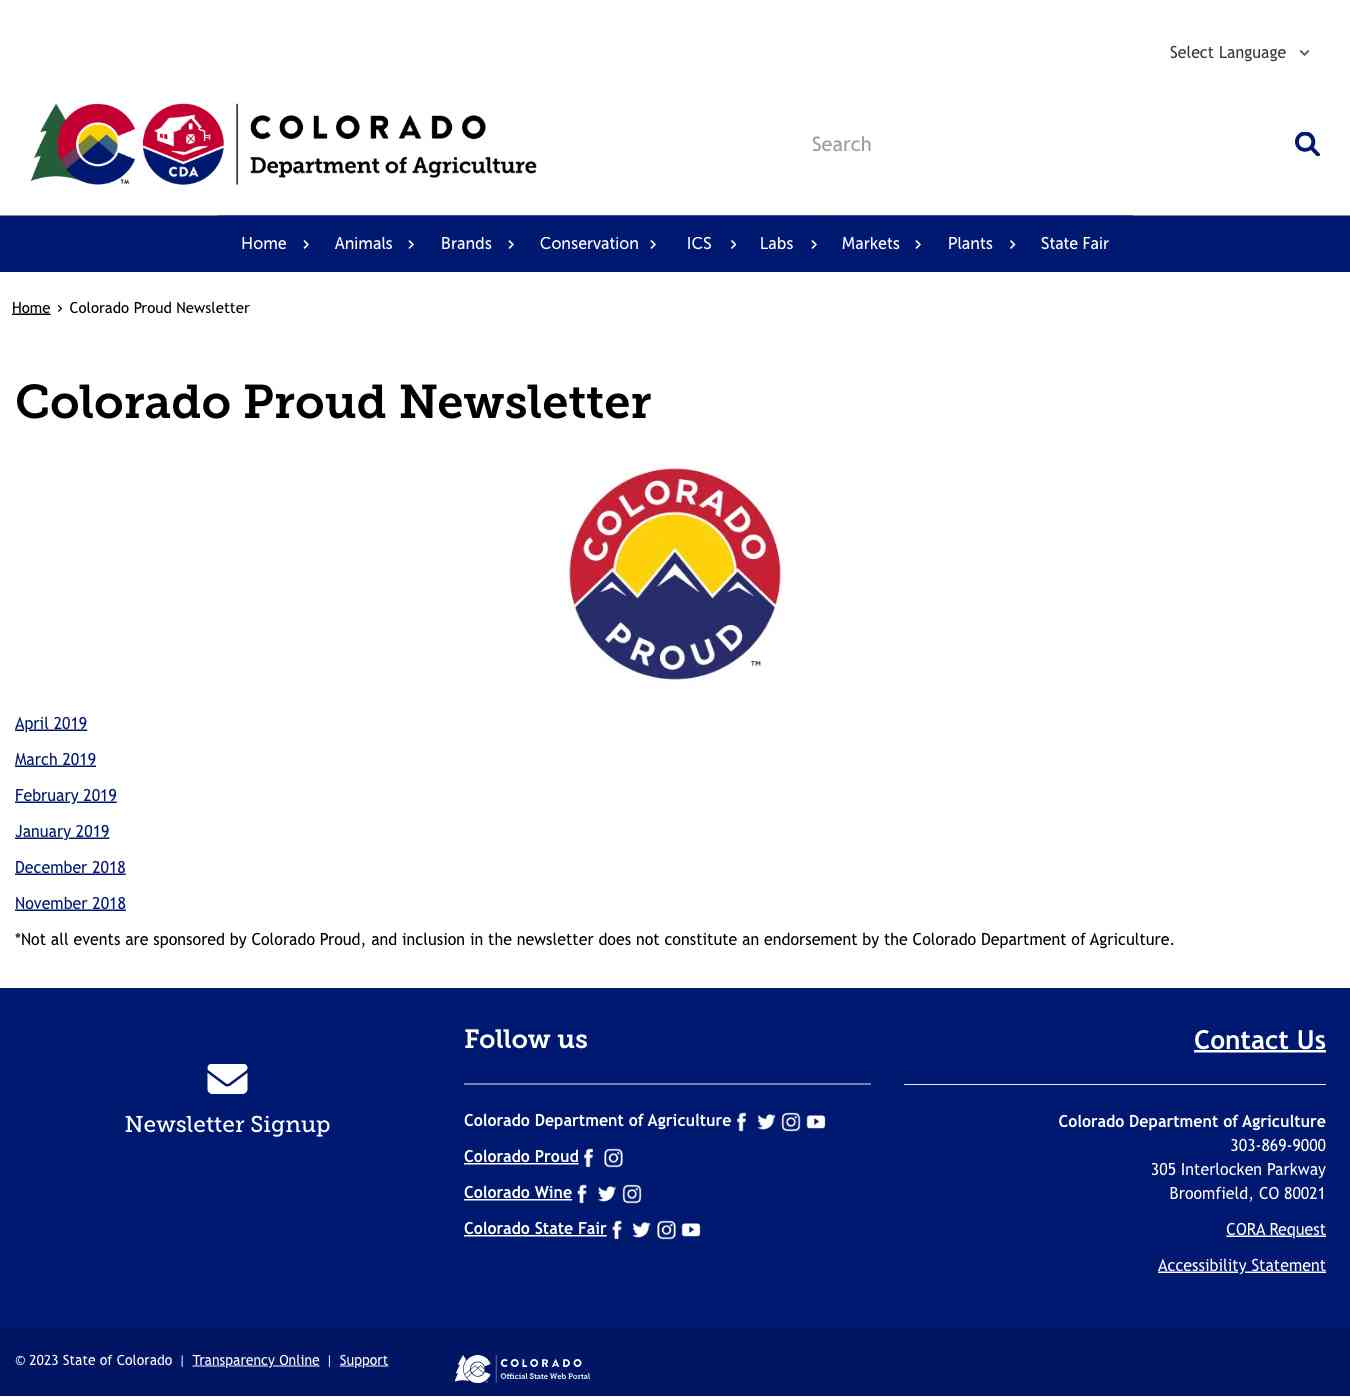 Select Language
COLORADO
Department of Agriculture
CDA
TM
Search
Home Animals Brands Conservation ICS Labs Markets Plants State Fair
Home › Colorado Proud Newsletter
Colorado Proud Newsletter
COLORADO
PROUD
TM
April 2019
March 2019
February 2019
January 2019
December 2018
November 2018
*Not all events are sponsored by Colorado Proud, and inclusion in the newsletter does not constitute an endorsement by the Colorado Department of Agriculture.
Newsletter Signup
Follow us
Colorado Department of Agriculture
Colorado Proud
Colorado Wine
Colorado State Fair
Contact Us
Colorado Department of Agriculture
303-869-9000
305 Interlocken Parkway
Broomfield, CO 80021
CORA Request
Accessibility Statement
© 2023 State of Colorado | Transparency Online | Support
COLORADO
Official State Web Portal